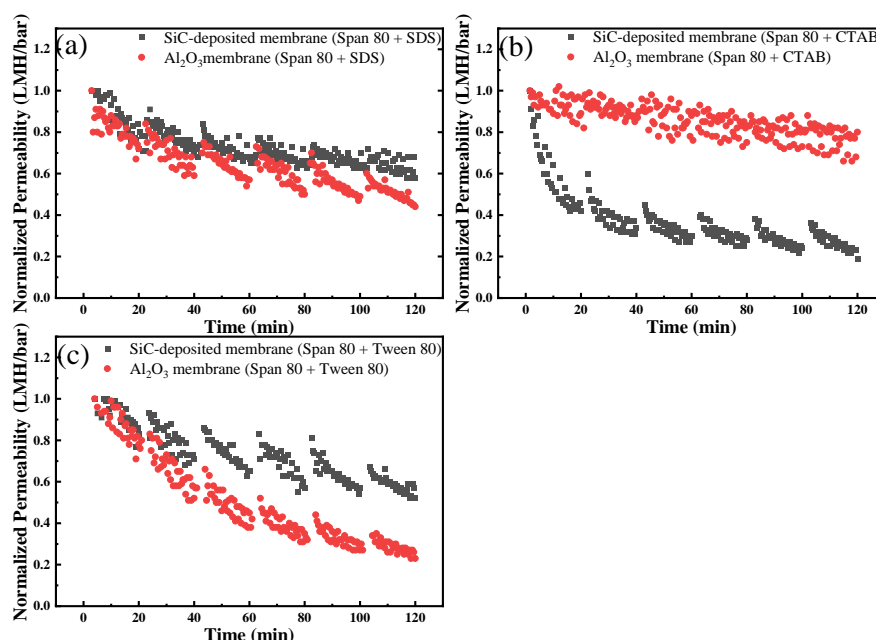 (a)
SiC-deposited membrane (Span 80 + SDS)
Al₂O₃membrane (Span 80 + SDS)
Normalized Permeability (LMH/bar)
1.2
1.0
0.8
0.6
0.4
0.2
0.0
0 20 40 60 80 100 120
Time (min)
(b)
SiC-deposited membrane (Span 80 + CTAB)
Al₂O₃ membrane (Span 80 + CTAB)
Normalized Permeability (LMH/bar)
1.2
1.0
0.8
0.6
0.4
0.2
0.0
0 20 40 60 80 100 120
Time (min)
(c)
SiC-deposited membrane (Span 80 + Tween 80)
Al₂O₃ membrane (Span 80 + Tween 80)
Normalized Permeability (LMH/bar)
1.2
1.0
0.8
0.6
0.4
0.2
0.0
0 20 40 60 80 100 120
Time (min)